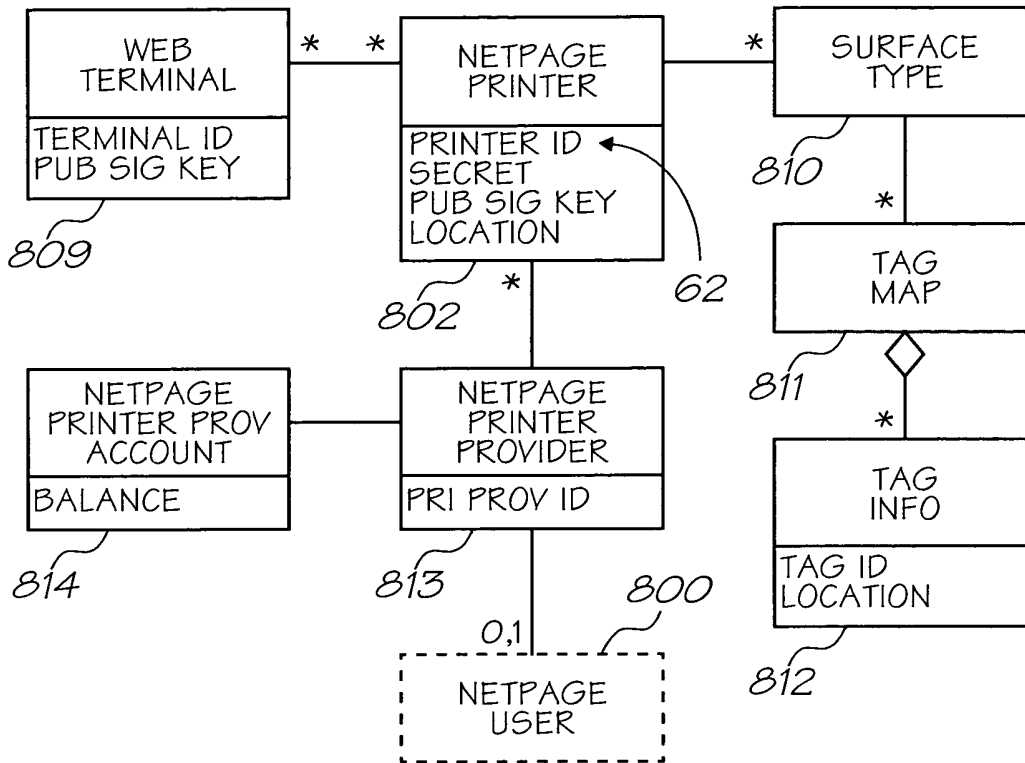 WEB
TERMINAL
TERMINAL ID
PUB SIG KEY
809
*
*
NETPAGE
PRINTER
PRINTER ID
SECRET
PUB SIG KEY
LOCATION
62
802
*
*
SURFACE
TYPE
810
*
TAG
MAP
811
*
TAG
INFO
TAG ID
LOCATION
812
NETPAGE
PRINTER PROV
ACCOUNT
BALANCE
814
NETPAGE
PRINTER
PROVIDER
PRI PROV ID
813
800
0,1
NETPAGE
USER